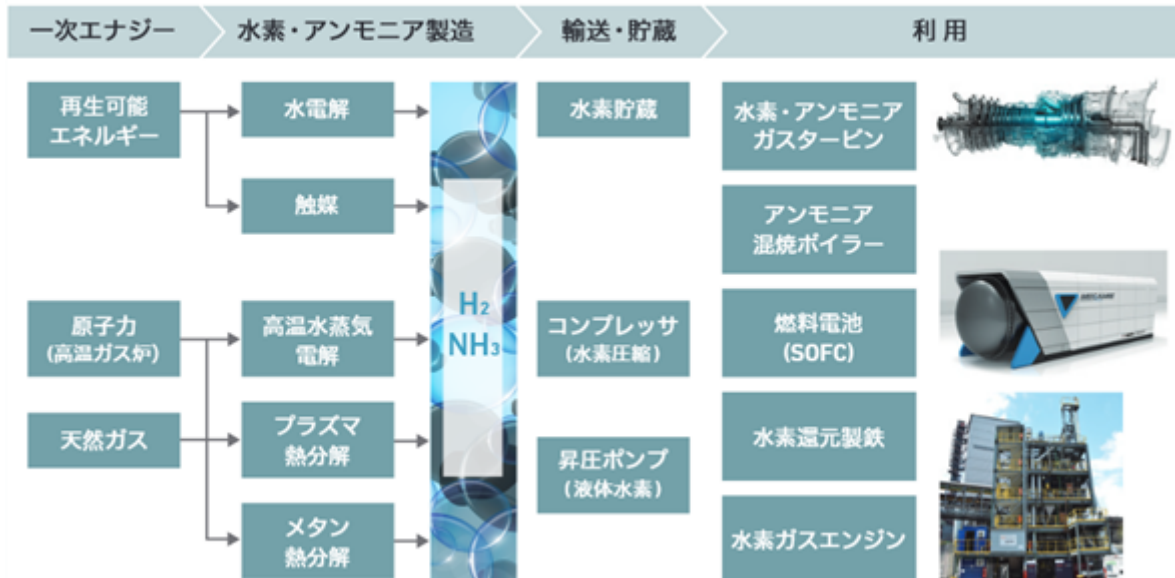 一次エナジー
水素・アンモニア製造
輸送・貯蔵
利用
再生可能
エネルギー
水電解
触媒
原子力
(高温ガス炉)
天然ガス
高温水蒸気
電解
プラズマ
熱分解
メタン
熱分解
H2
NH3
水素貯蔵
コンプレッサ
(水素圧縮)
昇圧ポンプ
(液体水素)
水素・アンモニア
ガスタービン
アンモニア
混焼ボイラー
燃料電池
(SOFC)
水素還元製鉄
水素ガスエンジン
MEGAMIE